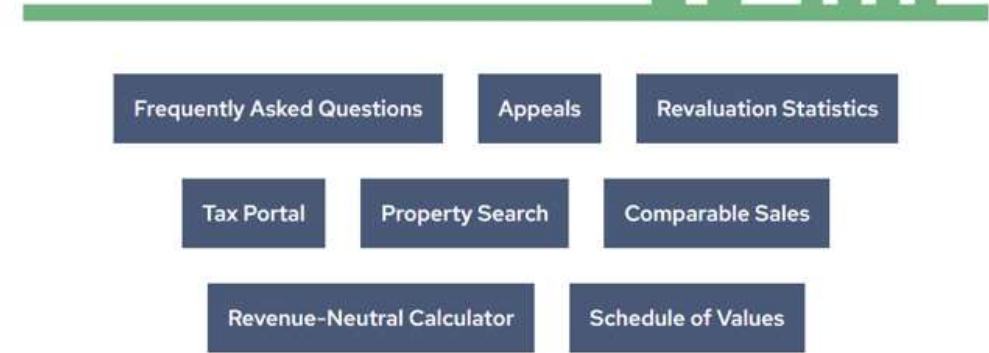 Frequently Asked Questions
Appeals
Revaluation Statistics
Tax Portal
Property Search
Comparable Sales
Revenue-Neutral Calculator
Schedule of Values